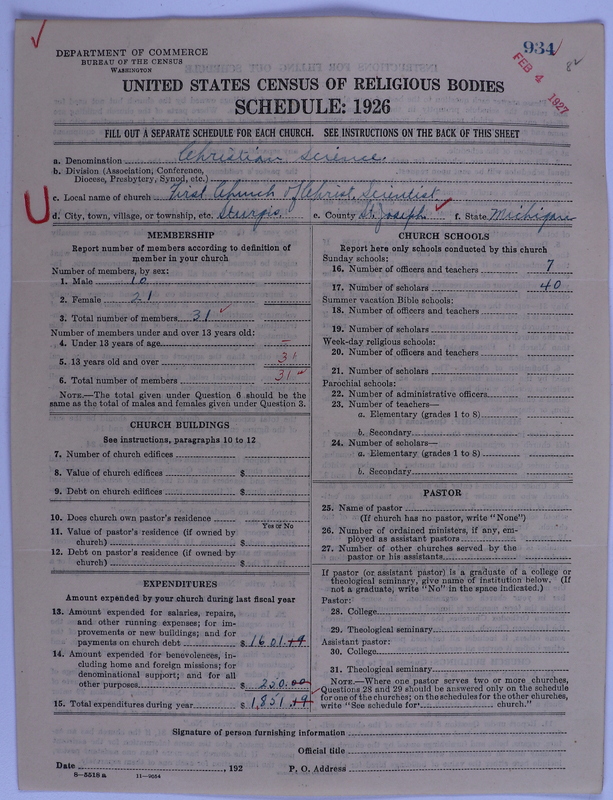 934
8
FEB 4 1927
DEPARTMENT OF COMMERCE
BUREAU OF THE CENSUS
WASHINGTON
UNITED STATES CENSUS OF RELIGIOUS BODIES
SCHEDULE: 1926
FILL OUT A SEPARATE SCHEDULE FOR EACH CHURCH. SEE INSTRUCTIONS ON THE BACK OF THIS SHEET
a. Denomination Christian Science
b. Division (Association, Conference,
Diocese, Presbytery, Synod, etc.)
c. Local name of church First Church of Christ, Scientist
d. City, town, village, or township, etc. Sturgis. e. County St. Joseph f. State Michigan
MEMBERSHIP
Report number of members according to definition of
member in your church
Number of members, by sex:
1. Male 10
2. Female 21
3. Total number of members 31
Number of members under and over 13 years old:
4. Under 13 years of age –
5. 13 years old and over 31
6. Total number of members 31
NOTE.—The total given under Question 6 should be
same as the total of males and females given under Question 3.
CHURCH BUILDINGS
See instructions, paragraphs 10 to 12
7. Number of church edifices
8. Value of church edifices $
9. Debt on church edifices $
10. Does church own pastor's residence
Yes or No
11. Value of pastor's residence (if owned by
church) $
12. Debt on pastor's residence (if owned by
church) $
EXPENDITURES
Amount expended by your church during last fiscal year
13. Amount expended for salaries, repairs,
and other running expenses; for im-
provements or new buildings; and for
payments on church debt $ 1601.49
14. Amount expended for benevolences, in-
cluding home and foreign missions; for
denominational support; and for all
other purposes $ 250.00
15. Total expenditures during year $ 1,851.49
CHURCH SCHOOLS
Report here only schools conducted by this church
Sunday schools:
16. Number of officers and teachers 7
17. Number of scholars 40
Summer vacation Bible schools:
18. Number of officers and teachers
19. Number of scholars
Week-day religious schools:
20. Number of officers and teachers
21. Number of scholars
Parochial schools:
22. Number of administrative officers
23. Number of teachers—
a. Elementary (grades 1 to 8)
b. Secondary
24. Number of scholars—
a. Elementary (grades 1 to 8)
b. Secondary
PASTOR
25. Name of pastor
(If church has no pastor, write "None")
26. Number of ordained ministers, if any, em-
ployed as assistant pastors
27. Number of other churches served by the
pastor or his assistants
If pastor (or assistant pastor) is a graduate of a college or
theological seminary, give name of institution below. (If
not a graduate, write "No" in the space indicated.)
Pastor:
28. College
29. Theological seminary
Assistant pastor:
30. College
31. Theological seminary
NOTE.—Where one pastor serves two or more churches,
Questions 28 and 29 should be answered only on the schedule
for one of the churches; on the schedules for the other churches,
write "See schedule for church."
Signature of person furnishing information
Official title
Date , 192 P. O. Address
8—5518 a 11—9054